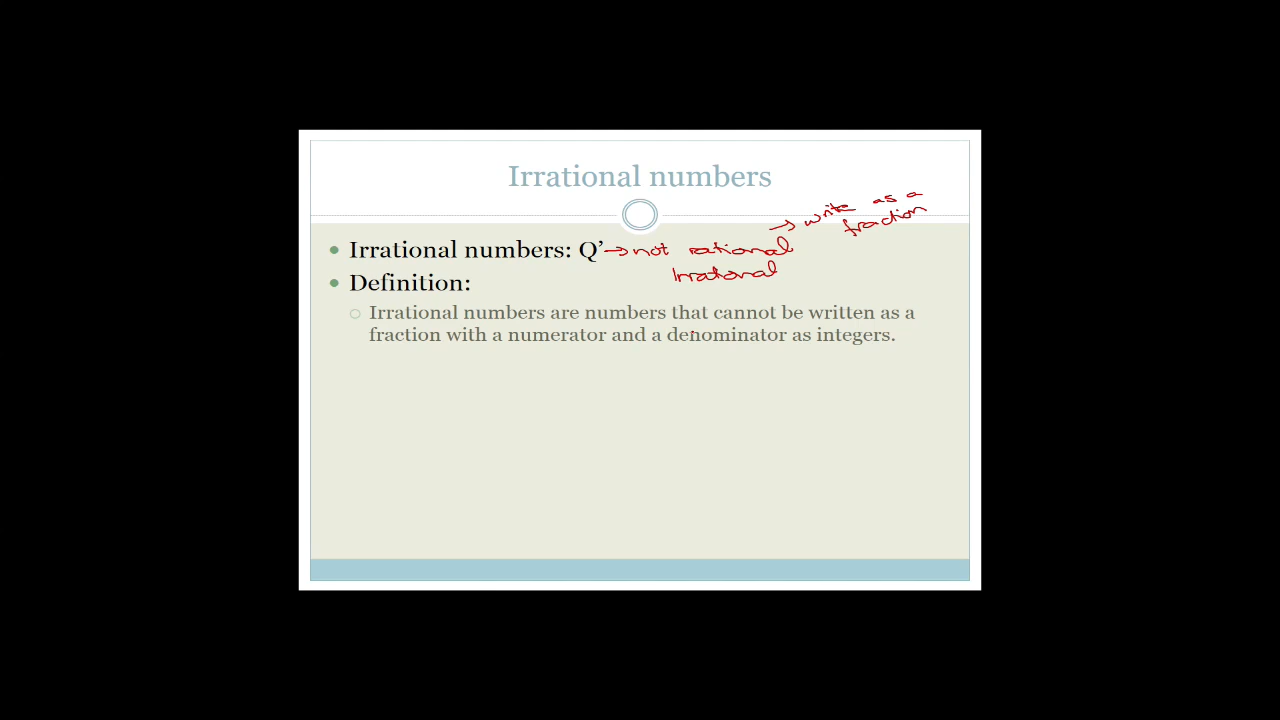 Irrational numbers
→ write as a
fraction
Irrational numbers: Q’ → not rational
Irrational
Definition:
Irrational numbers are numbers that cannot be written as a
fraction with a numerator and a denominator as integers.